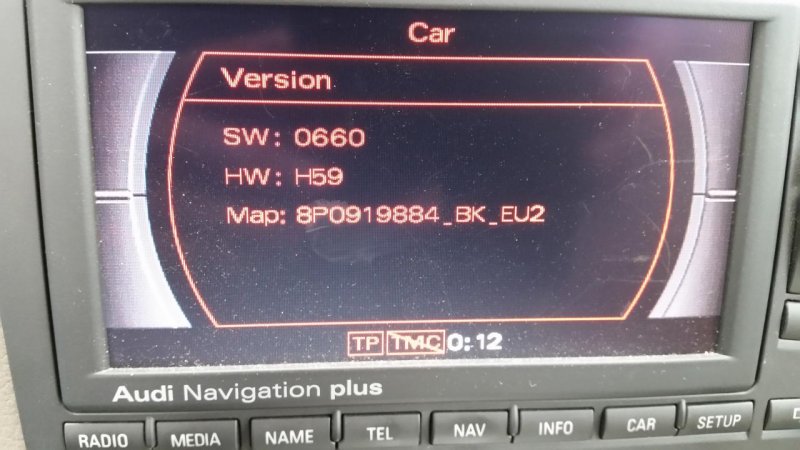 Car
Version
SW: 0660
HW: H59
Map: 8P0919884_BK_EU2
TP TMC 0:12
Audi Navigation plus
RADIO MEDIA NAME TEL NAV INFO CAR SETUP